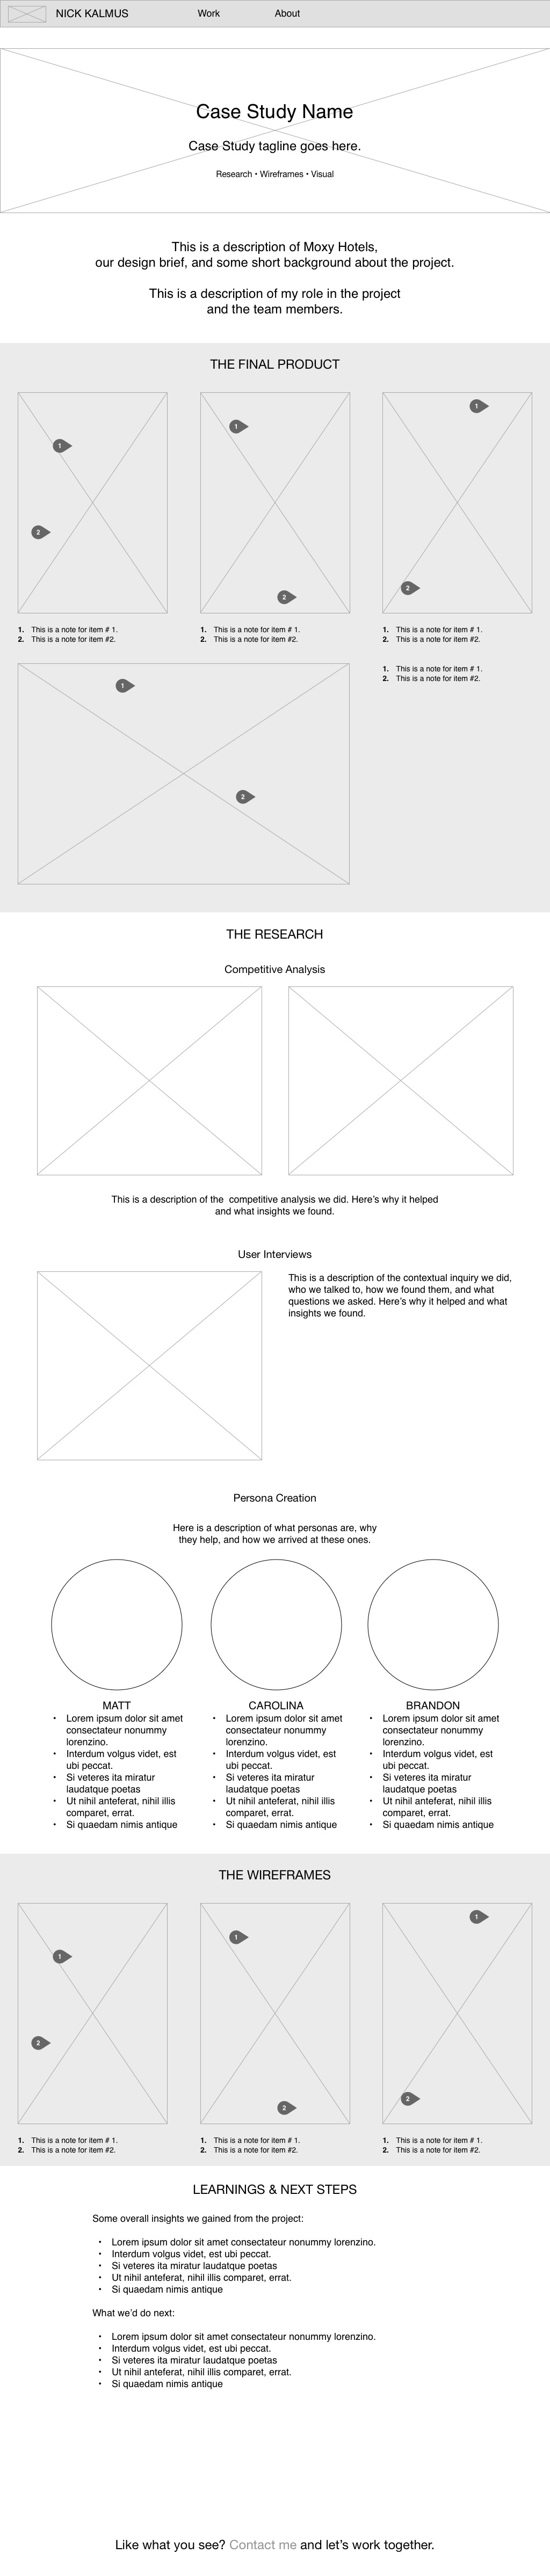 NICK KALMUS Work About
Case Study Name
Case Study tagline goes here.
Research • Wireframes • Visual
This is a description of Moxy Hotels,
our design brief, and some short background about the project.
This is a description of my role in the project
and the team members.
THE FINAL PRODUCT
1
2
1. This is a note for item # 1.
2. This is a note for item #2.
1
2
1. This is a note for item # 1.
2. This is a note for item #2.
1
2
1. This is a note for item # 1.
2. This is a note for item #2.
1
2
1. This is a note for item # 1.
2. This is a note for item #2.
THE RESEARCH
Competitive Analysis
This is a description of the  competitive analysis we did. Here's why it helped
and what insights we found.
User Interviews
This is a description of the contextual inquiry we did,
who we talked to, how we found them, and what
questions we asked. Here's why it helped and what
insights we found.
Persona Creation
Here is a description of what personas are, why
they help, and how we arrived at these ones.
MATT
• Lorem ipsum dolor sit amet
consectateur nonummy
lorenzino.
• Interdum volgus videt, est
ubi peccat.
• Si veteres ita miratur
laudatque poetas
• Ut nihil anteferat, nihil illis
comparet, errat.
• Si quaedam nimis antique
CAROLINA
• Lorem ipsum dolor sit amet
consectateur nonummy
lorenzino.
• Interdum volgus videt, est
ubi peccat.
• Si veteres ita miratur
laudatque poetas
• Ut nihil anteferat, nihil illis
comparet, errat.
• Si quaedam nimis antique
BRANDON
• Lorem ipsum dolor sit amet
consectateur nonummy
lorenzino.
• Interdum volgus videt, est
ubi peccat.
• Si veteres ita miratur
laudatque poetas
• Ut nihil anteferat, nihil illis
comparet, errat.
• Si quaedam nimis antique
THE WIREFRAMES
1
2
1. This is a note for item # 1.
2. This is a note for item #2.
1
2
1. This is a note for item # 1.
2. This is a note for item #2.
1
2
1. This is a note for item # 1.
2. This is a note for item #2.
LEARNINGS & NEXT STEPS
Some overall insights we gained from the project:
• Lorem ipsum dolor sit amet consectateur nonummy lorenzino.
• Interdum volgus videt, est ubi peccat.
• Si veteres ita miratur laudatque poetas
• Ut nihil anteferat, nihil illis comparet, errat.
• Si quaedam nimis antique
What we'd do next:
• Lorem ipsum dolor sit amet consectateur nonummy lorenzino.
• Interdum volgus videt, est ubi peccat.
• Si veteres ita miratur laudatque poetas
• Ut nihil anteferat, nihil illis comparet, errat.
• Si quaedam nimis antique
Like what you see? Contact me and let's work together.